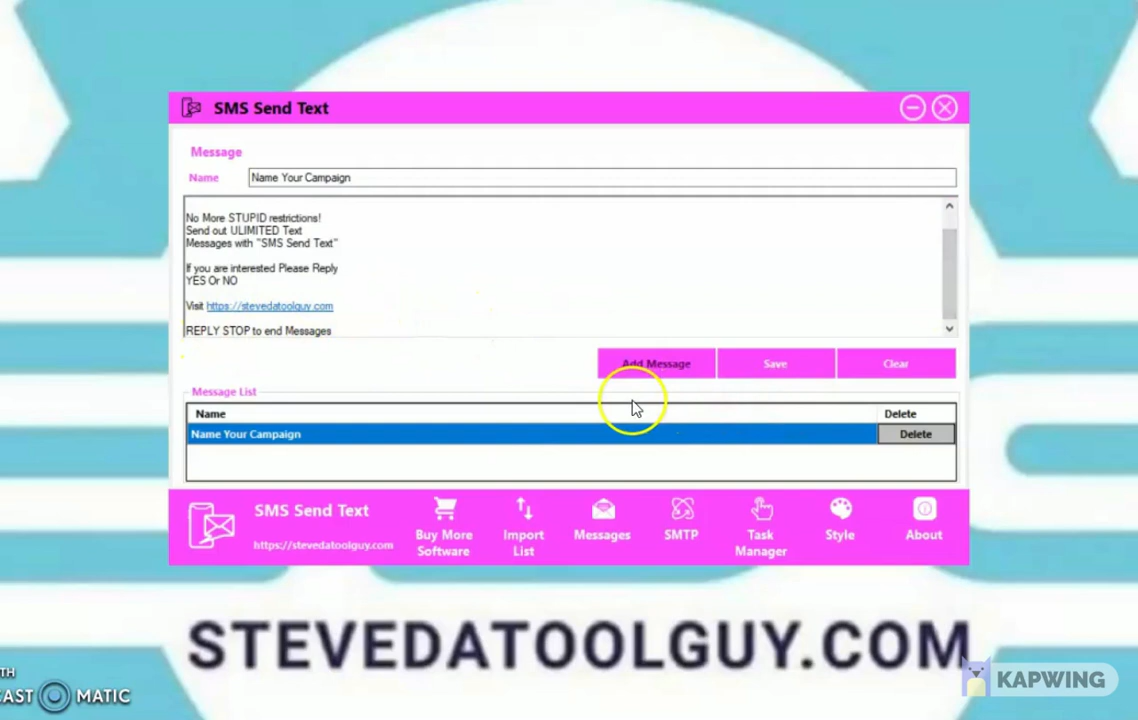 SMS Send Text
Message
Name
Name Your Campaign
No More STUPID restrictions!
Send out ULIMITED Text
Messages with "SMS Send Text"
If you are interested Please Reply
YES Or NO
Visit https://stevedatoolguy.com
REPLY STOP to end Messages
Add Message
Save
Clear
Message List
Name
Delete
Name Your Campaign
Delete
SMS Send Text
https://stevedatoolguy.com
Buy More
Software
Import
List
Messages
SMTP
Task
Manager
Style
About
STEVEDATOOLGUY.COM
TH
CAST MATIC
KAPWING